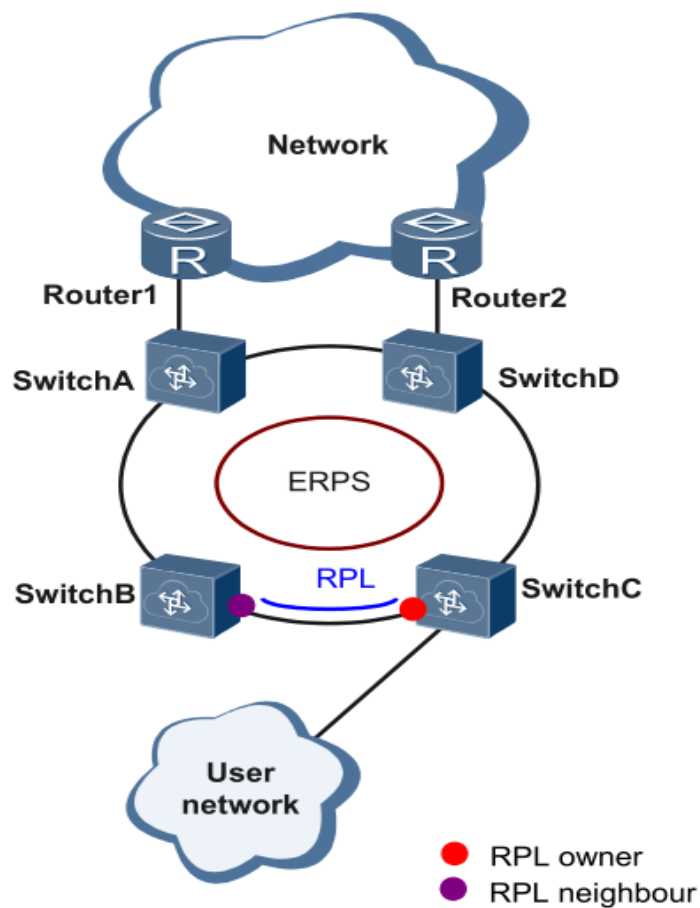 Network
R
R
Router1
Router2
SwitchA
SwitchD
ERPS
RPL
SwitchB
SwitchC
User
network
RPL owner
RPL neighbour